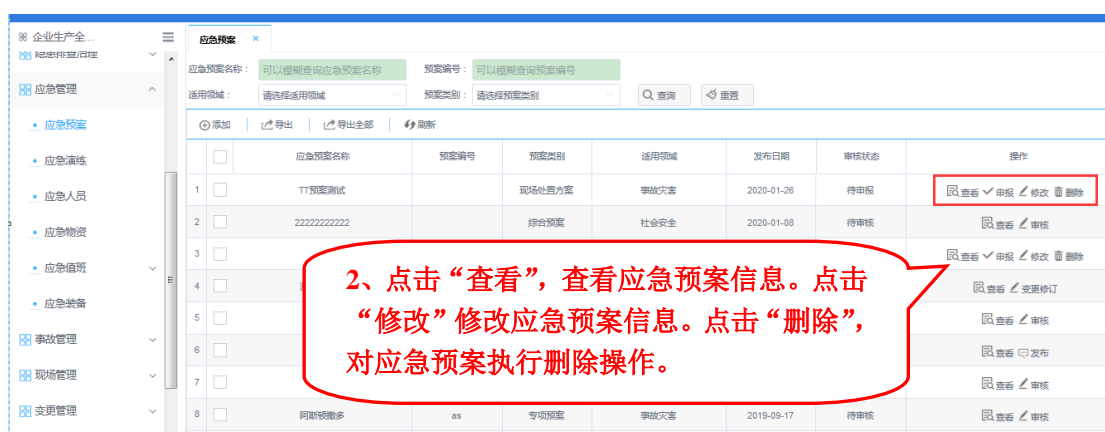 企业生产全...
隐患排查治理
应急管理
应急预案
应急演练
应急人员
应急物资
应急值班
应急装备
事故管理
现场管理
变更管理
应急预案 ×
应急预案名称： 可以模糊查询应急预案名称 预案编号： 可以模糊查询预案编号
适用领域： 请选择适用领域 预案类别： 请选择预案类别 查询 重置
添加 导出 导出全部 刷新
应急预案名称 预案编号 预案类别 适用领域 发布日期 审核状态 操作
1 TT预案测试 现场处置方案 事故灾害 2020-01-26 待申报 查看 申报 修改 删除
2 22222222222 综合预案 社会安全 2020-01-08 待审核 查看 审核
3 查看 申报 修改 删除
4 查看 变更修订
5 查看 审核
6 查看 发布
7 查看 审核
8 阿斯顿撒多 as 专项预案 事故灾害 2019-09-17 待审核 查看 审核
2、点击“查看”，查看应急预案信息。点击
“修改”修改应急预案信息。点击“删除”，
对应急预案执行删除操作。